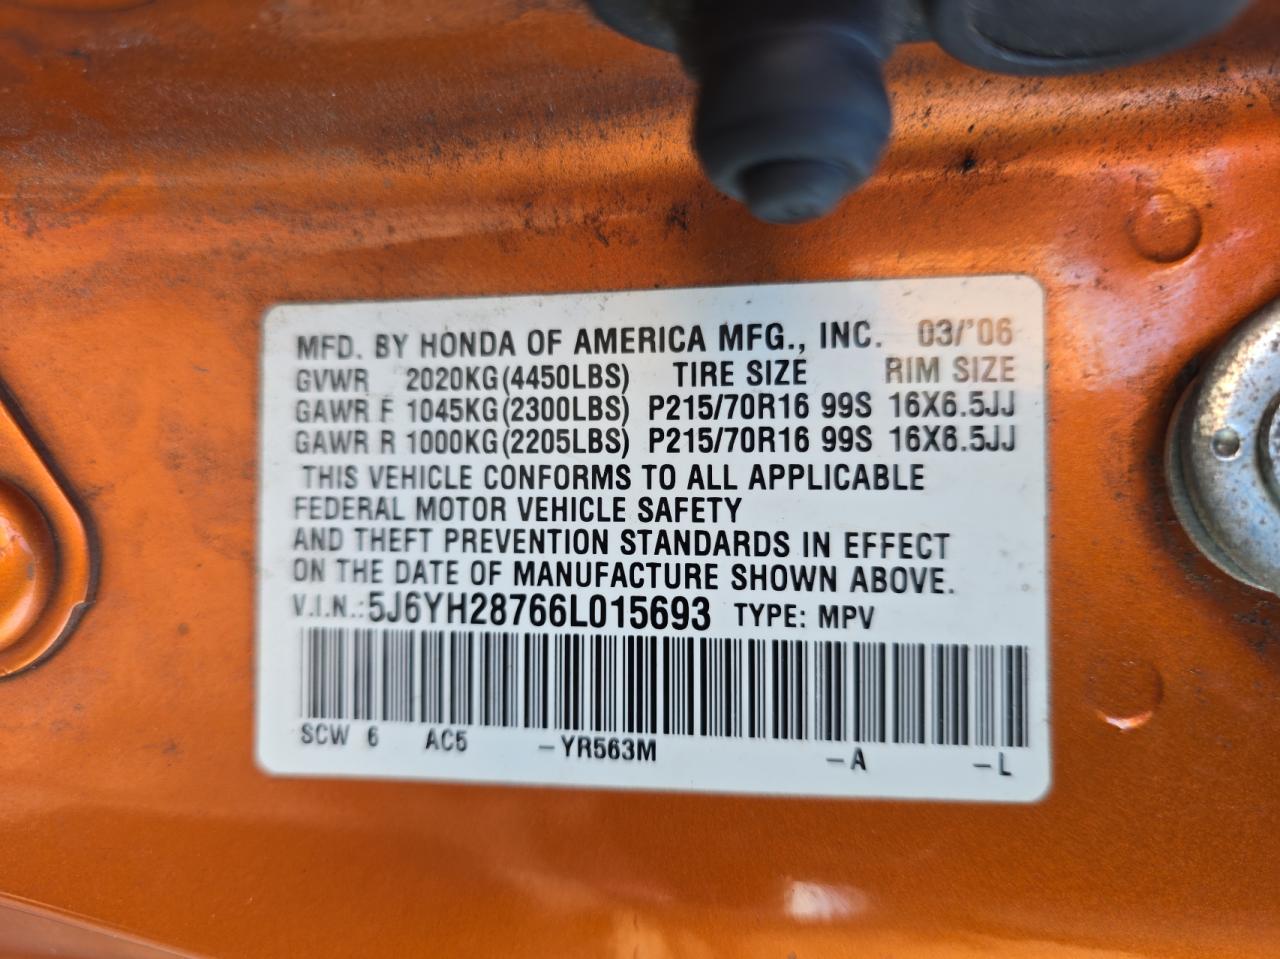 MFD. BY HONDA OF AMERICA MFG., INC. 03/'06
GVWR 2020KG(4450LBS) TIRE SIZE RIM SIZE
GAWR F 1045KG(2300LBS) P215/70R16 99S 16X6.5JJ
GAWR R 1000KG(2205LBS) P215/70R16 99S 16X6.5JJ
THIS VEHICLE CONFORMS TO ALL APPLICABLE
FEDERAL MOTOR VEHICLE SAFETY
AND THEFT PREVENTION STANDARDS IN EFFECT
ON THE DATE OF MANUFACTURE SHOWN ABOVE.
V.I.N.:5J6YH28766L015693 TYPE: MPV
SCW 6 AC5 -YR563M -A -L